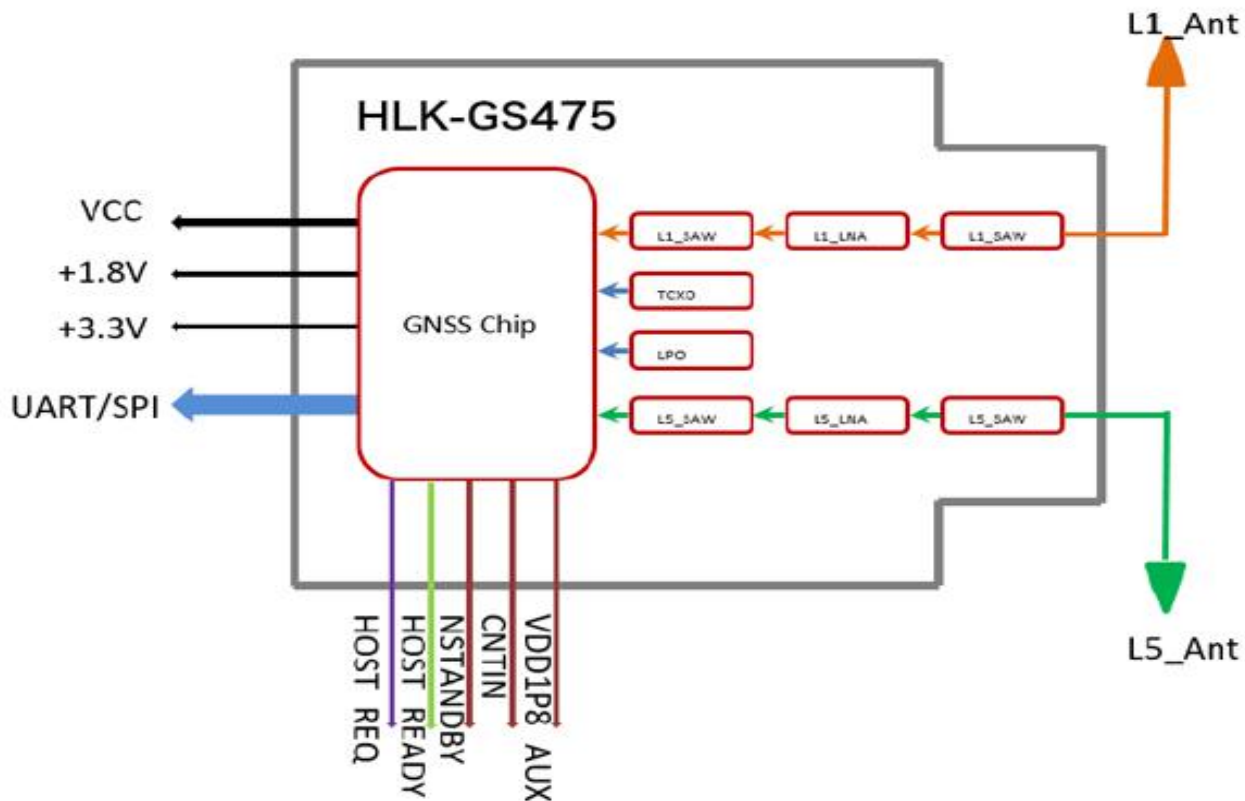 L1_Ant
HLK-GS475
VCC
+1.8V
+3.3V
UART/SPI
GNSS Chip
L1_SAW
L1_LNA
L1_SAW
TCXO
LPO
L5_SAW
L5_LNA
L5_SAW
HOST REQ
HOST READY
NSTANDBY
CNTIN
VDD1P8 AUX
L5_Ant